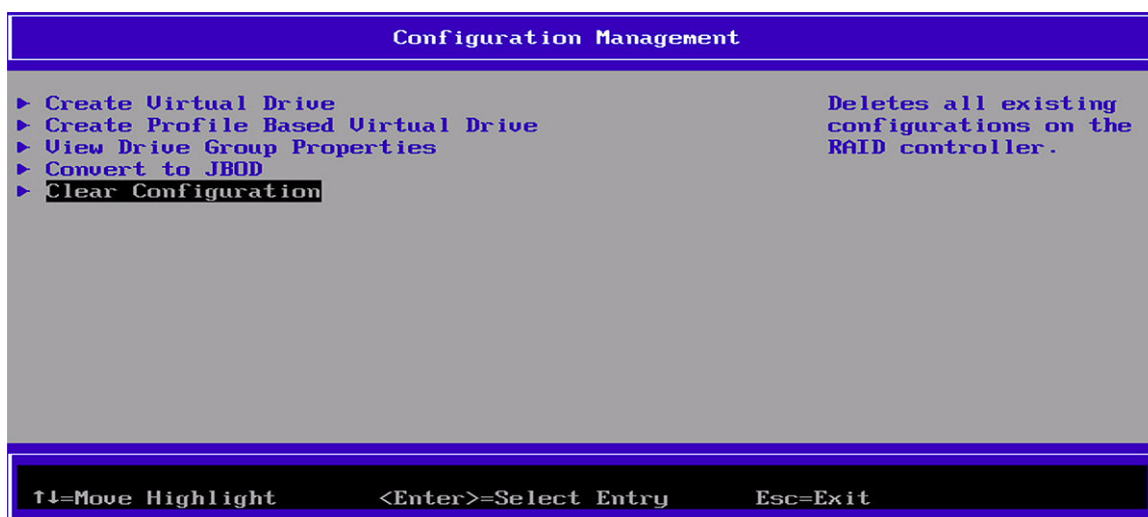 Configuration Management
► Create Virtual Drive
► Create Profile Based Virtual Drive
► View Drive Group Properties
► Convert to JBOD
► Clear Configuration
Deletes all existing
configurations on the
RAID controller.
↑↓=Move Highlight <Enter>=Select Entry Esc=Exit